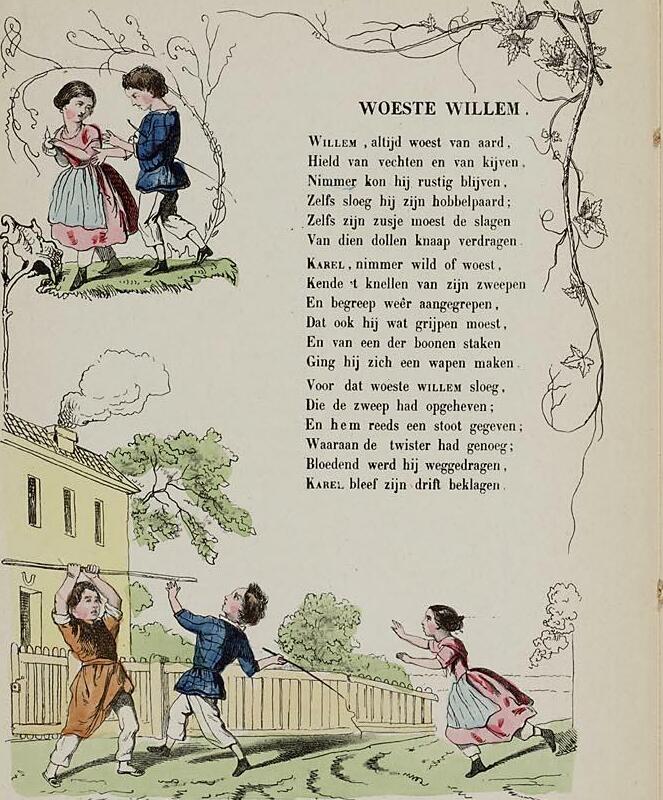 WOESTE WILLEM.
WILLEM, altijd woest van aard,
Hield van vechten en van kijven,
Nimmer kon hij rustig blijven,
Zelfs sloeg hij zijn hobbelpaard;
Zelfs zijn zusje moest de slagen
Van dien dollen knaap verdragen.
KAREL, nimmer wild of woest,
Kende 't knellen van zijn zweepen
En begreep weêr aangegrepen,
Dat ook hij wat grijpen moest,
En van een der boonen staken
Ging hij zich een wapen maken.
Voor dat woeste WILLEM sloeg,
Die de zweep had opgeheven;
En hem reeds een stoot gegeven;
Waaraan de twister had genoeg;
Bloedend werd hij weggedragen,
KAREL bleef zijn drift beklagen.